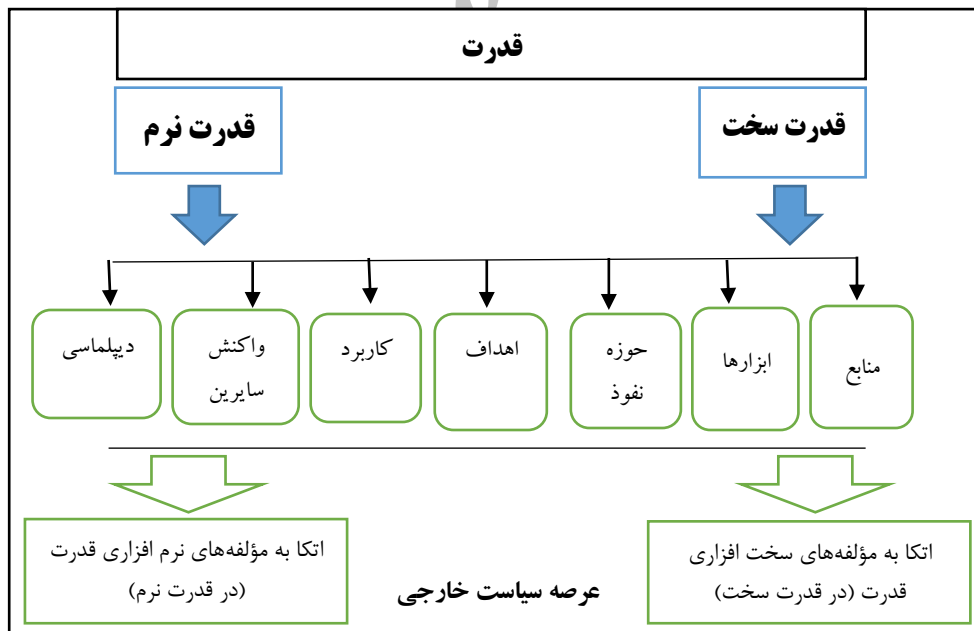 قدرت
قدرت سخت
قدرت نرم
منابع
ابزارها
حوزه
نفوذ
اهداف
کاربرد
واکنش
سایرین
دیپلماسی
اتکا به مؤلفه‌های سخت افزاری
قدرت (در قدرت سخت)
عرصه سیاست خارجی
اتکا به مؤلفه‌های نرم افزاری قدرت
(در قدرت نرم)